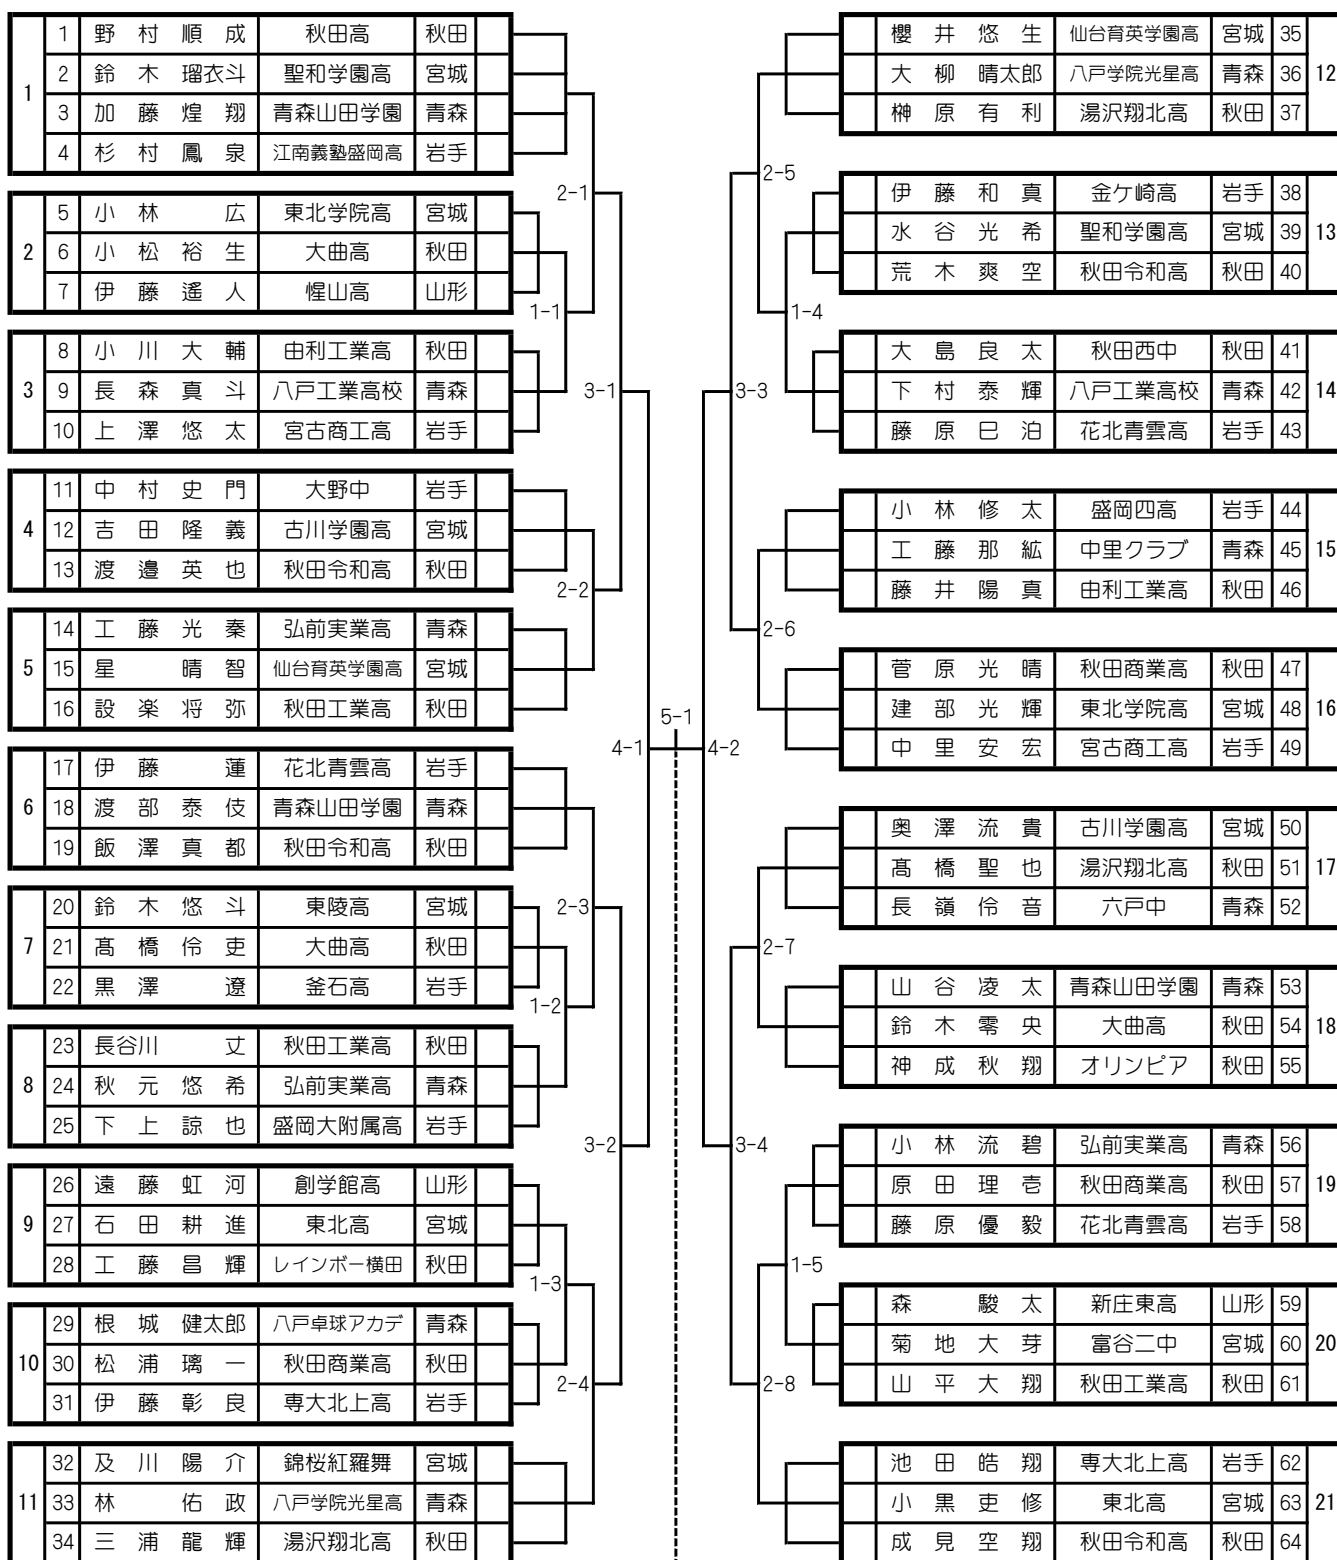 1 1 野村順成 秋田高 秋田
2 鈴木瑠衣斗 聖和学園高 宮城
3 加藤煌翔 青森山田学園 青森
4 杉村鳳泉 江南義塾盛岡高 岩手
2 5 小林広 東北学院高 宮城
6 小松裕生 大曲高 秋田
7 伊藤遙人 惺山高 山形
3 8 小川大輔 由利工業高 秋田
9 長森真斗 八戸工業高校 青森
10 上澤悠太 宮古商工高 岩手
4 11 中村史門 大野中 岩手
12 吉田隆義 古川学園高 宮城
13 渡邉英也 秋田令和高 秋田
5 14 工藤光秦 弘前実業高 青森
15 星晴智 仙台育英学園高 宮城
16 設楽将弥 秋田工業高 秋田
6 17 伊藤蓮 花北青雲高 岩手
18 渡部泰伎 青森山田学園 青森
19 飯澤真都 秋田令和高 秋田
7 20 鈴木悠斗 東陵高 宮城
21 髙橋伶吏 大曲高 秋田
22 黒澤遼 釜石高 岩手
8 23 長谷川丈 秋田工業高 秋田
24 秋元悠希 弘前実業高 青森
25 下上諒也 盛岡大附属高 岩手
9 26 遠藤虹河 創学館高 山形
27 石田耕進 東北高 宮城
28 工藤昌輝 レインボー横田 秋田
10 29 根城健太郎 八戸卓球アカデ 青森
30 松浦璃一 秋田商業高 秋田
31 伊藤彰良 専大北上高 岩手
11 32 及川陽介 錦桜紅羅舞 宮城
33 林佑政 八戸学院光星高 青森
34 三浦龍輝 湯沢翔北高 秋田
2-1
1-1
3-1
2-2
4-1
2-3
1-2
3-2
1-3
2-4
5-1
2-5
1-4
3-3
2-6
4-2
2-7
3-4
1-5
2-8
櫻井悠生 仙台育英学園高 宮城 35
大柳晴太郎 八戸学院光星高 青森 36 12
榊原有利 湯沢翔北高 秋田 37
伊藤和真 金ケ崎高 岩手 38
水谷光希 聖和学園高 宮城 39 13
荒木爽空 秋田令和高 秋田 40
大島良太 秋田西中 秋田 41
下村泰輝 八戸工業高校 青森 42 14
藤原巳泊 花北青雲高 岩手 43
小林修太 盛岡四高 岩手 44
工藤那紘 中里クラブ 青森 45 15
藤井陽真 由利工業高 秋田 46
菅原光晴 秋田商業高 秋田 47
建部光輝 東北学院高 宮城 48 16
中里安宏 宮古商工高 岩手 49
奥澤流貴 古川学園高 宮城 50
髙橋聖也 湯沢翔北高 秋田 51 17
長嶺伶音 六戸中 青森 52
山谷凌太 青森山田学園 青森 53
鈴木零央 大曲高 秋田 54 18
神成秋翔 オリンピア 秋田 55
小林流碧 弘前実業高 青森 56
原田理壱 秋田商業高 秋田 57 19
藤原優毅 花北青雲高 岩手 58
森駿太 新庄東高 山形 59
菊地大芽 富谷二中 宮城 60 20
山平大翔 秋田工業高 秋田 61
池田皓翔 専大北上高 岩手 62
小黒吏修 東北高 宮城 63 21
成見空翔 秋田令和高 秋田 64